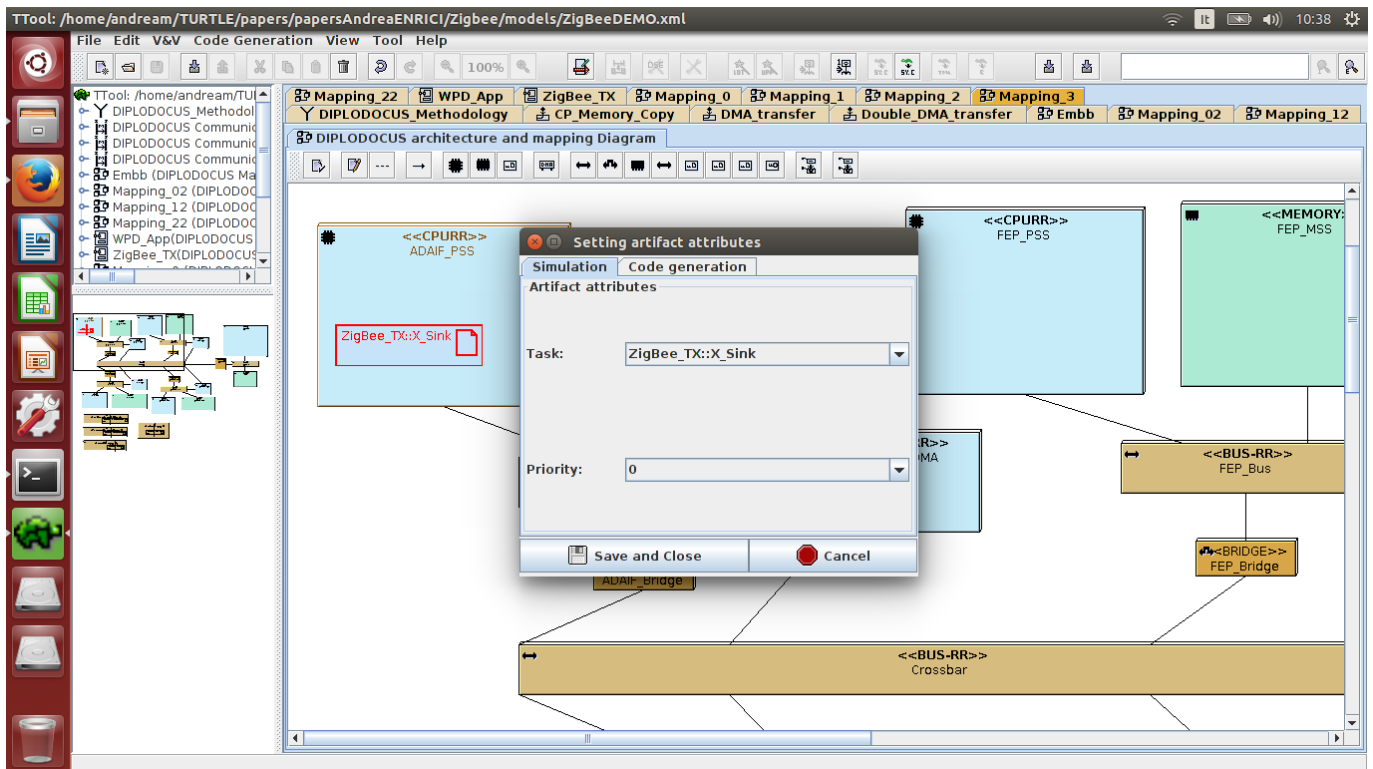 TTool: /home/andream/TURTLE/papers/papersAndreaENRICI/Zigbee/models/ZigBeeDEMO.xml
It
10:38
File Edit V&V Code Generation View Tool Help
100%
TTool: /home/andream/TU
DIPLODOCUS_Methodol
DIPLODOCUS Communic
DIPLODOCUS Communic
DIPLODOCUS Communic
Embb (DIPLODOCUS Ma
Mapping_02 (DIPLODOC
Mapping_12 (DIPLODOC
Mapping_22 (DIPLODOC
WPD_App(DIPLODOCUS
ZigBee_TX(DIPLODOCUS
Mapping_22 WPD_App ZigBee_TX Mapping_0 Mapping_1 Mapping_2 Mapping_3
DIPLODOCUS_Methodology CP_Memory_Copy DMA_transfer Double_DMA_transfer Embb Mapping_02 Mapping_12
DIPLODOCUS architecture and mapping Diagram
<<CPURR>>
ADAIF_PSS
ZigBee_TX::X_Sink
<<CPURR>>
FEP_PSS
<<MEMORY:
FEP_MSS
Setting artifact attributes
Simulation Code generation
Artifact attributes
Task: ZigBee_TX::X_Sink
Priority: 0
Save and Close Cancel
R>>
MA
<<BUS-RR>>
FEP_Bus
<BRIDGE>>
FEP_Bridge
ADAIF_Bridge
<<BUS-RR>>
Crossbar